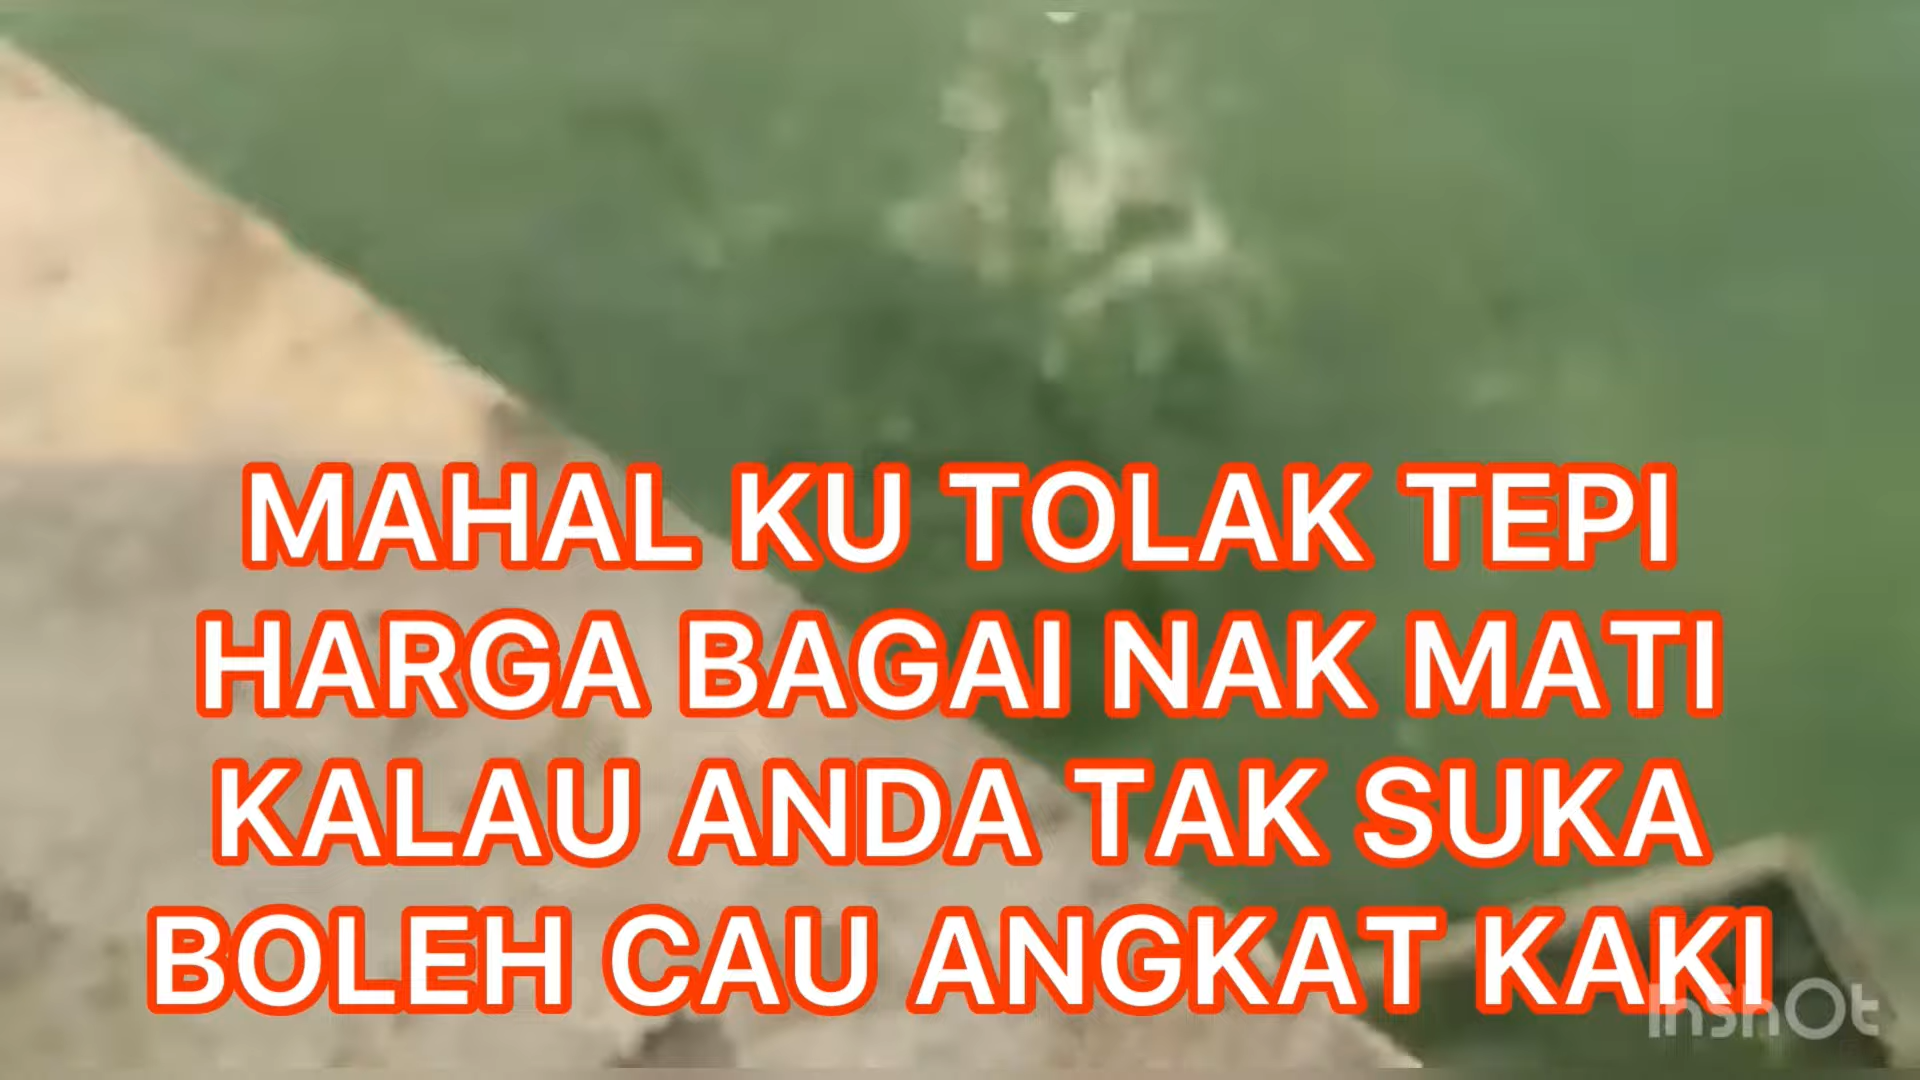 MAHAL KU TOLAK TEPI
HARGA BAGAI NAK MATI
KALAU ANDA TAK SUKA
BOLEH CAU ANGKAT KAKI
InShOt